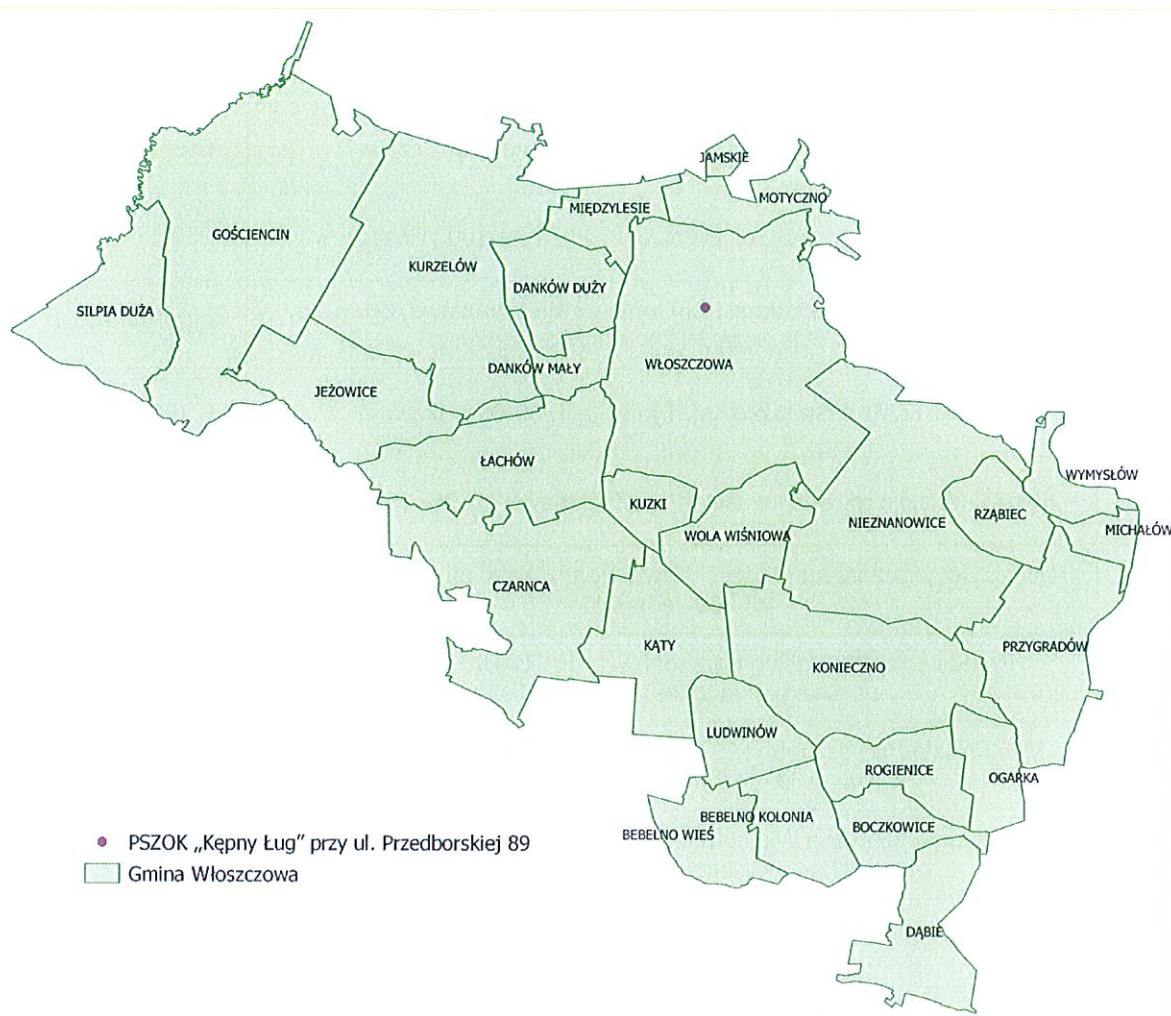 JAMSKIE
MOTYCZNO
MIĘDZYLESIE
GOŚCIENCIN
KURZELÓW
DANKÓW DUŻY
SILPIA DUŻA
WŁOSZCZOWA
DANKÓW MAŁY
JEŻOWICE
ŁACHÓW
WYMYSŁÓW
KUZKI
RZĄBIEC
NIEZNANOWICE
MICHAŁÓW
WOLA WIŚNIOWA
CZARNCA
KĄTY
PRZYGRADÓW
KONIECZNO
LUDWINÓW
ROGIENICE
OGARKA
BEBELNO KOLONIA
BOCZKOWICE
BEBELNO WIEŚ
PSZOK „Kępny Ług” przy ul. Przedborskiej 89
Gmina Włoszczowa
DĄBIE